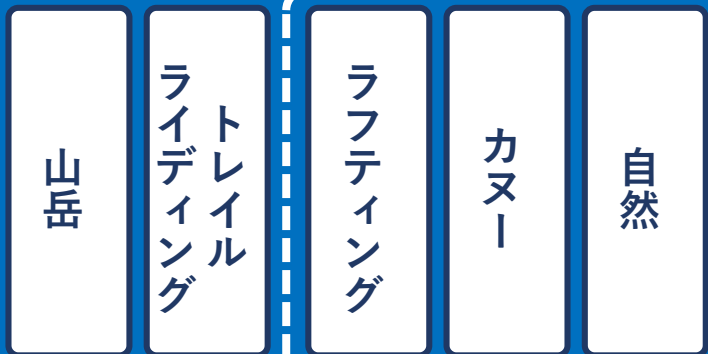 自然
カヌー
ラフティング
トレイル
ライディング
山岳